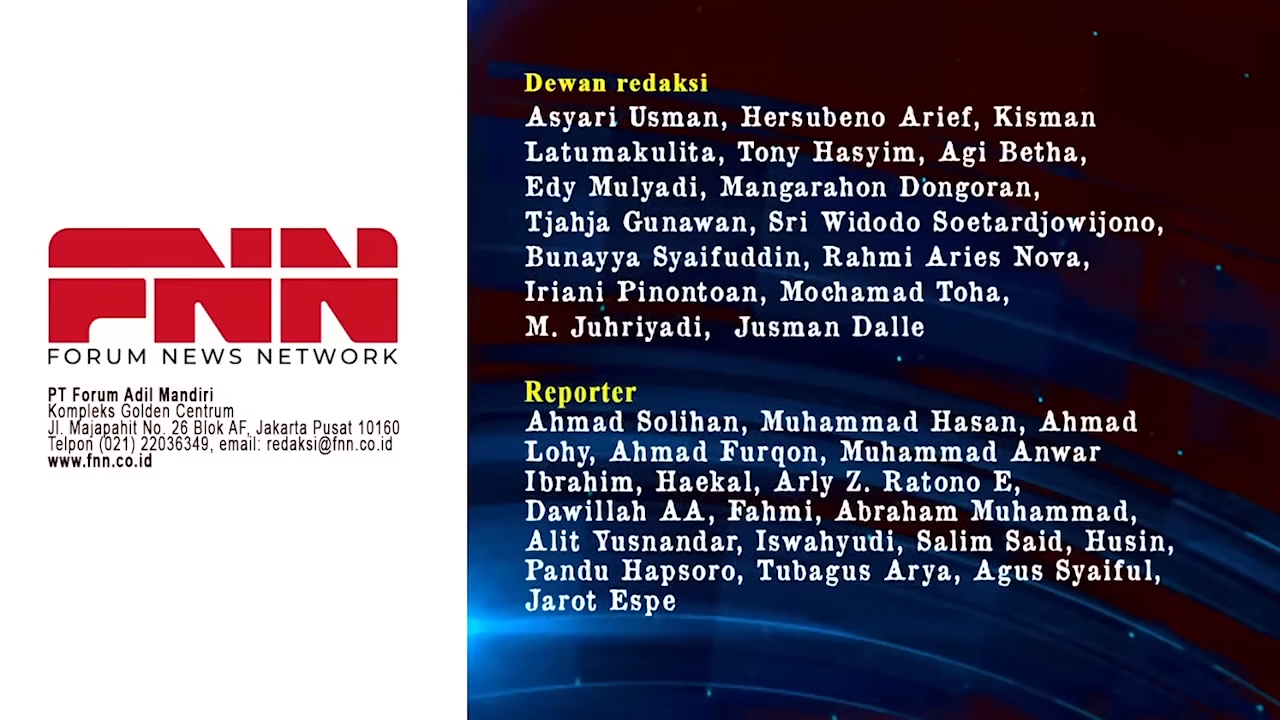 FNN
FORUM NEWS NETWORK
PT Forum Adil Mandiri
Kompleks Golden Centrum
Jl. Majapahit No. 26 Blok AF, Jakarta Pusat 10160
Telpon (021) 22036349, email: redaksi@fnn.co.id
www.fnn.co.id
Dewan redaksi
Asyari Usman, Hersubeno Arief, Kisman
Latumakulita, Tony Hasyim, Agi Betha,
Edy Mulyadi, Mangarahon Dongoran,
Tjahja Gunawan, Sri Widodo Soetardjowijono,
Bunayya Syaifuddin, Rahmi Aries Nova,
Iriani Pinontoan, Mochamad Toha,
M. Juhriyadi,  Jusman Dalle
Reporter
Ahmad Solihan, Muhammad Hasan, Ahmad
Lohy, Ahmad Furqon, Muhammad Anwar
Ibrahim, Haekal, Arly Z. Ratono E,
Dawillah AA, Fahmi, Abraham Muhammad,
Alit Yusnandar, Iswahyudi, Salim Said, Husin,
Pandu Hapsoro, Tubagus Arya, Agus Syaiful,
Jarot Espe